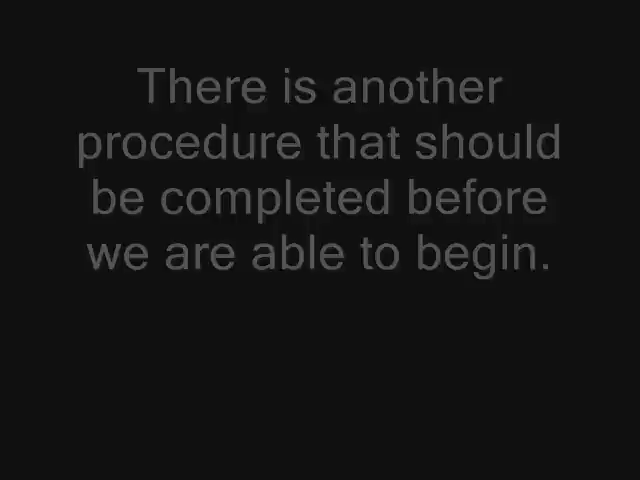 There is another
procedure that should
be completed before
we are able to begin.